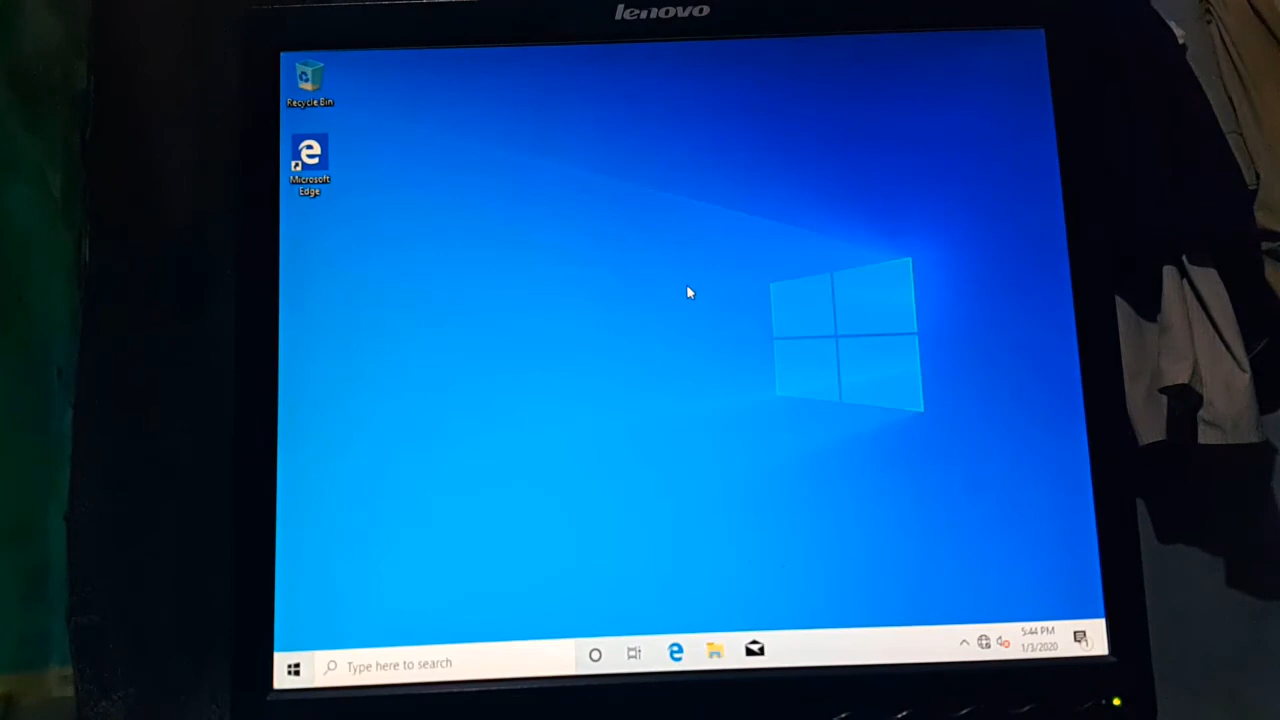 lenovo
Recycle Bin
Microsoft
Edge
Type here to search
5:44 PM
1/3/2020